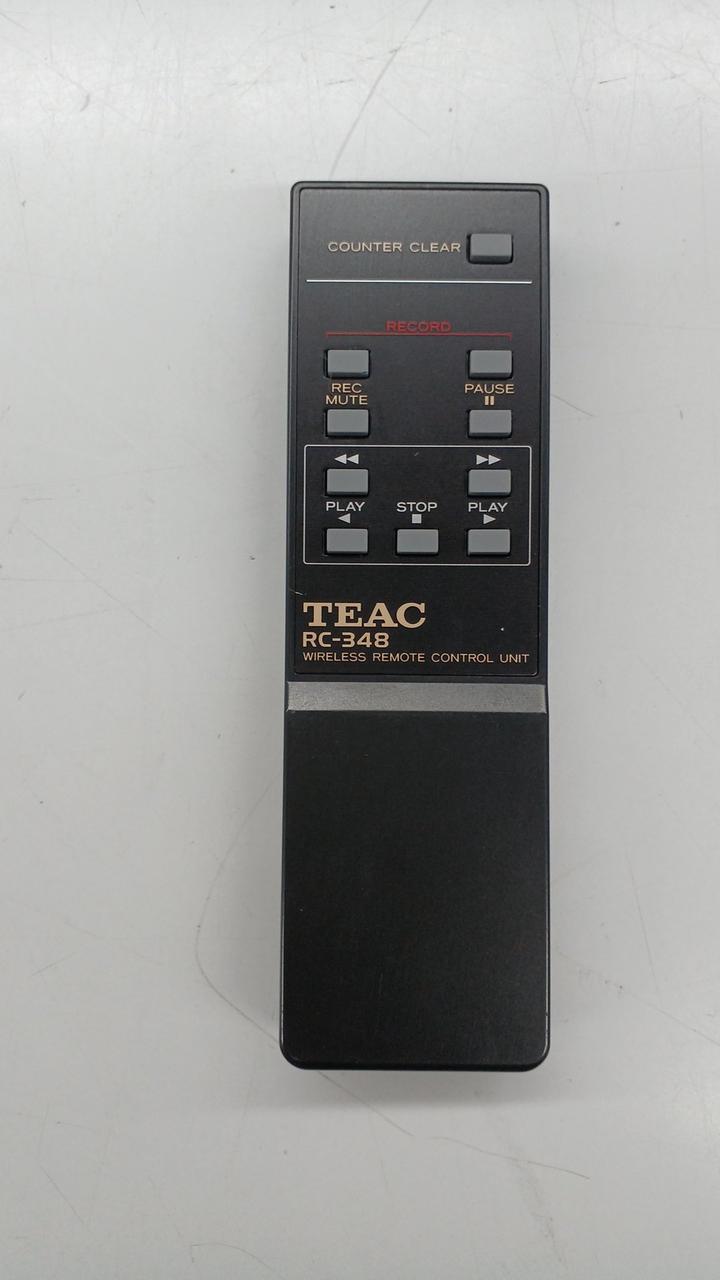 COUNTER CLEAR
RECORD
REC MUTE
PAUSE
PLAY
STOP
PLAY
TEAC
RC-348
WIRELESS REMOTE CONTROL UNIT